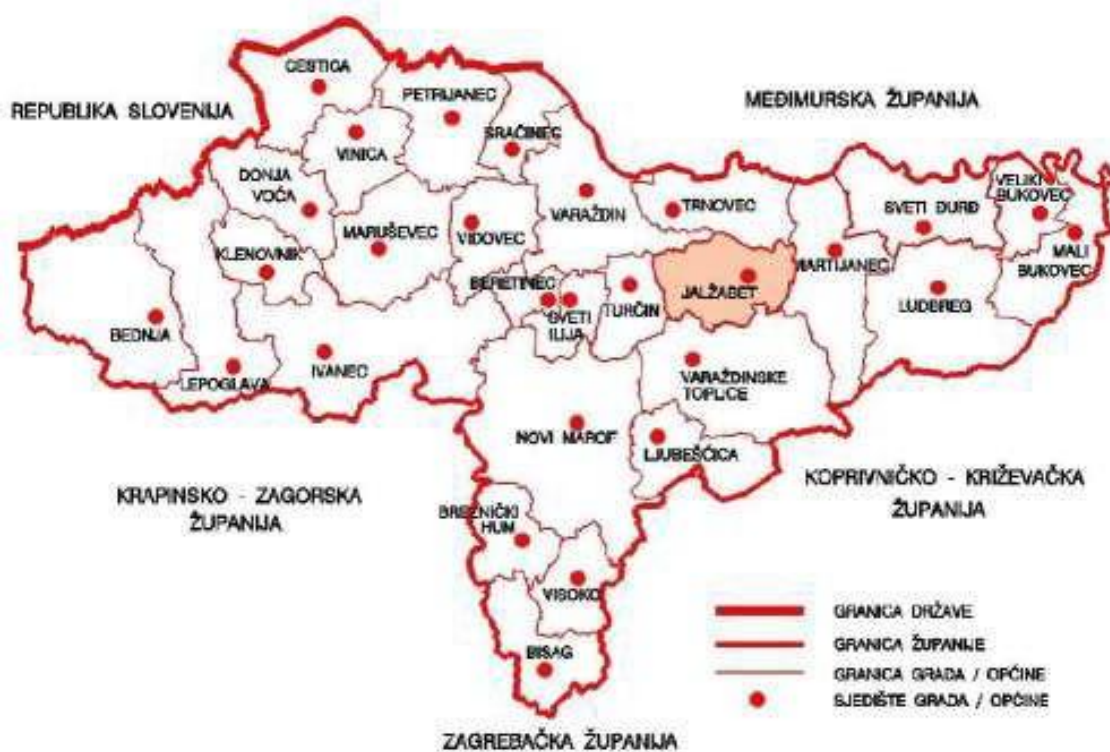 CESTICA
PETRIJANEC
REPUBLIKA SLOVENIJA
MEĐIMURSKA ŽUPANIJA
SRAČINEC
VINICA
DONJA
VOĆA
VELIKI
BUKOVEC
TRNOVEC
VARAŽDIN
SVETI ĐURĐ
MARUŠEVEC
VIDOVEC
KLENOVNIK
MARTIJANEC
MALI
BUKOVEC
BERETINEC
JALŽABET
TURČIN
SVETI
ILIJA
LUDBREG
BEDNJA
LEPOGLAVA
IVANEC
VARAŽDINSKE
TOPLICE
NOVI MAROF
LJUBEŠĆICA
KRAPINSKO - ZAGORSKA
ŽUPANIJA
KOPRIVNIČKO - KRIŽEVAČKA
ŽUPANIJA
BREZNIČKI
HUM
VISOKO
BISAG
GRANICA DRŽAVE
GRANICA ŽUPANIJE
GRANICA GRADA / OPĆINE
SJEDIŠTE GRADA / OPĆINE
ZAGREBAČKA ŽUPANIJA